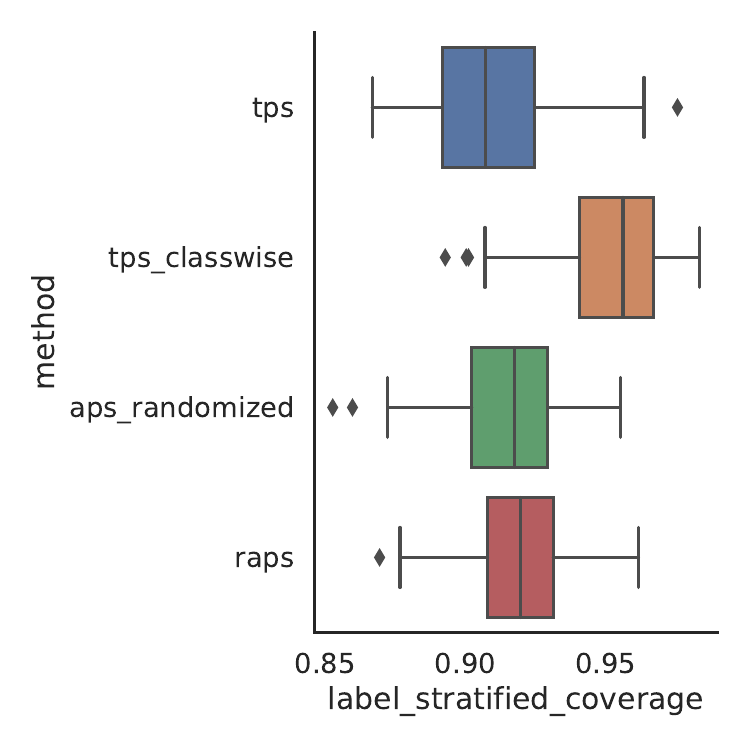 method
tps
tps_classwise
aps_randomized
raps
0.85 0.90 0.95
label_stratified_coverage